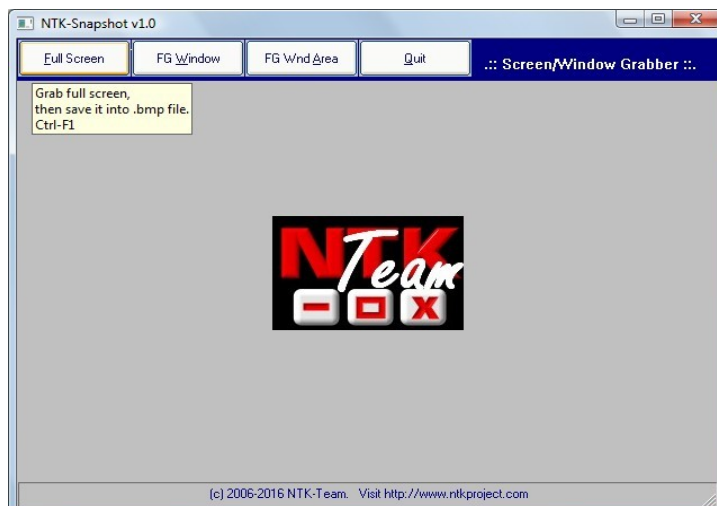 NTK-Snapshot v1.0
Full Screen
FG Window
FG Wnd Area
Quit
.:: Screen/Window Grabber ::.
Grab full screen,
then save it into .bmp file.
Ctrl-F1
NTK
Team
(c) 2006-2016 NTK-Team. Visit http://www.ntkproject.com